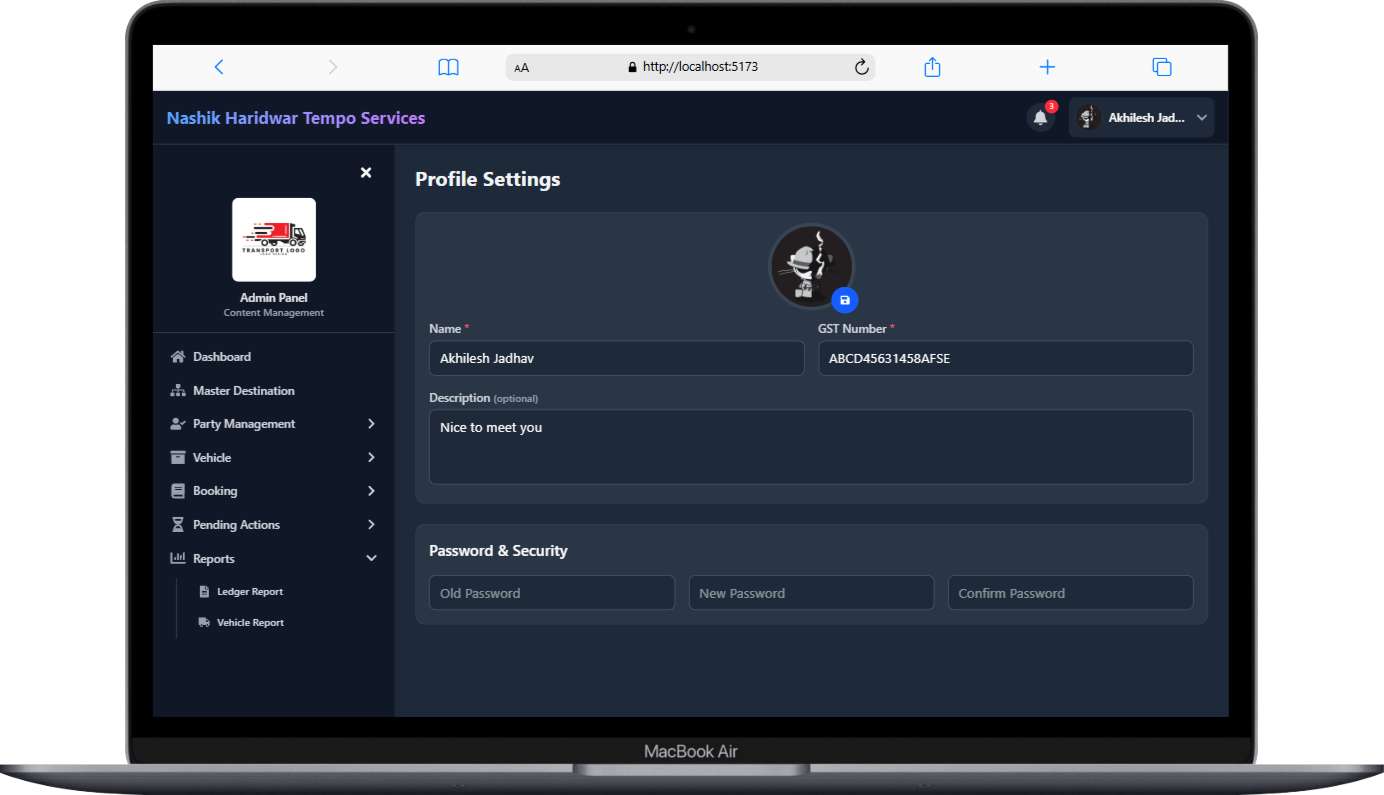 AA http://localhost:5173
Nashik Haridwar Tempo Services
3
Akhilesh Jad...
TRANSPORT LOGO
Admin Panel
Content Management
Dashboard
Master Destination
Party Management
Vehicle
Booking
Pending Actions
Reports
Ledger Report
Vehicle Report
Profile Settings
Name *
GST Number *
Akhilesh Jadhav
ABCD45631458AFSE
Description (optional)
Nice to meet you
Password & Security
Old Password
New Password
Confirm Password
MacBook Air